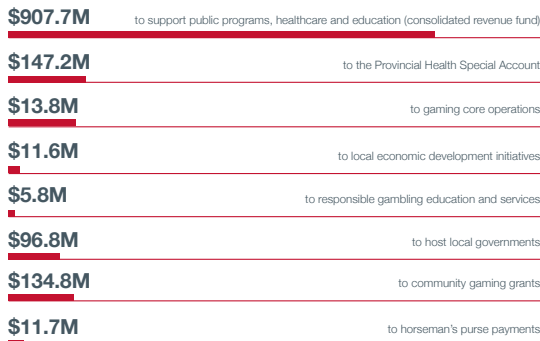 $907.7M to support public programs, healthcare and education (consolidated revenue fund)
$147.2M to the Provincial Health Special Account
$13.8M to gaming core operations
$11.6M to local economic development initiatives
$5.8M to responsible gambling education and services
$96.8M to host local governments
$134.8M to community gaming grants
$11.7M to horseman's purse payments